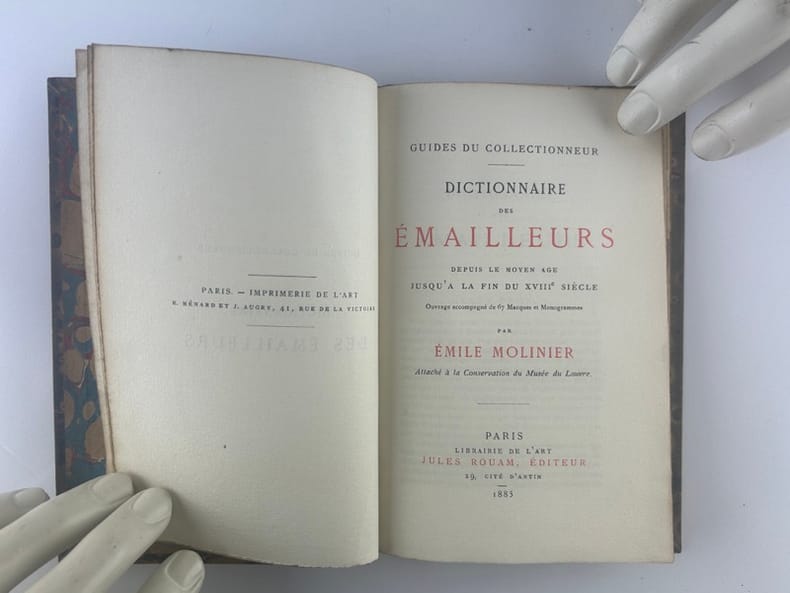 PARIS. — IMPRIMERIE DE L'ART
E. MÉNARD ET J. AUGRY, 41, RUE DE LA VICTOIRE
GUIDES DU COLLECTIONNEUR
DICTIONNAIRE
DES
ÉMAILLEURS
DEPUIS LE MOYEN AGE
JUSQU'A LA FIN DU XVIIIe SIÈCLE
Ouvrage accompagné de 67 Marques et Monogrammes
PAR
ÉMILE MOLINIER
Attaché à la Conservation du Musée du Louvre.
PARIS
LIBRAIRIE DE L'ART
JULES ROUAM, ÉDITEUR
29, CITÉ D'ANTIN
1885